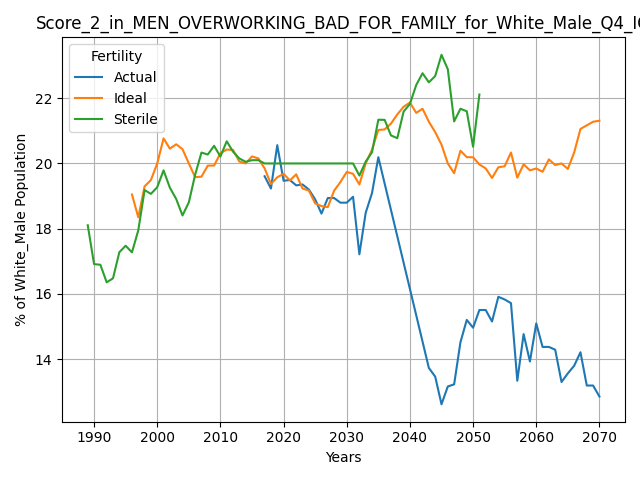 Score_2_in_MEN_OVERWORKING_BAD_FOR_FAMILY_for_White_Male_Q4_I
Fertility
Actual
Ideal
Sterile
% of White_Male Population
22
20
18
16
14
1990 2000 2010 2020 2030 2040 2050 2060 2070
Years